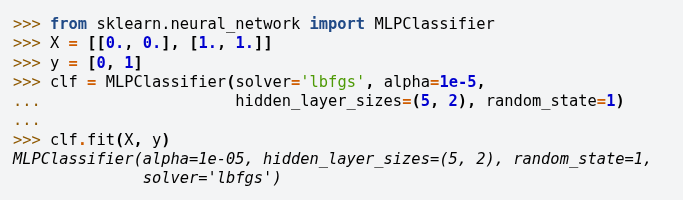 >>> from sklearn.neural_network import MLPClassifier
>>> X = [[0., 0.], [1., 1.]]
>>> y = [0, 1]
>>> clf = MLPClassifier(solver='lbfgs', alpha=1e-5,
...                     hidden_layer_sizes=(5, 2), random_state=1)
...
>>> clf.fit(X, y)
MLPClassifier(alpha=1e-05, hidden_layer_sizes=(5, 2), random_state=1,
              solver='lbfgs')